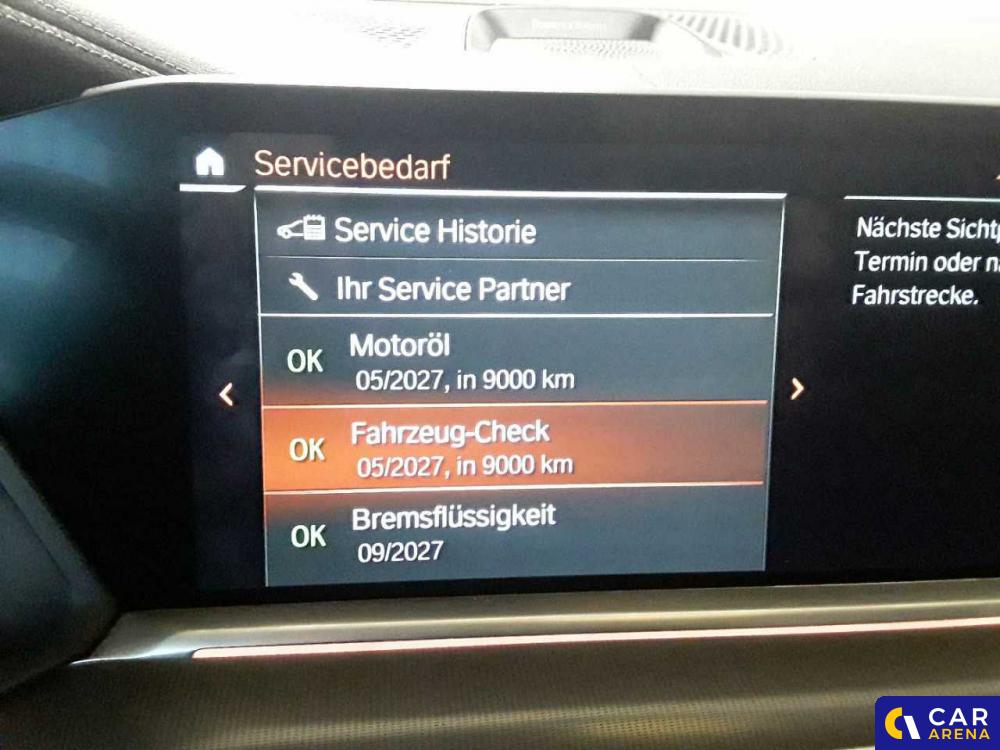 Servicebedarf
Service Historie
Ihr Service Partner
OK
Motoröl
05/2027, in 9000 km
OK
Fahrzeug-Check
05/2027, in 9000 km
OK
Bremsflüssigkeit
09/2027
Nächste
Termin oder
Fahrstrecke.
CAR
ARENA